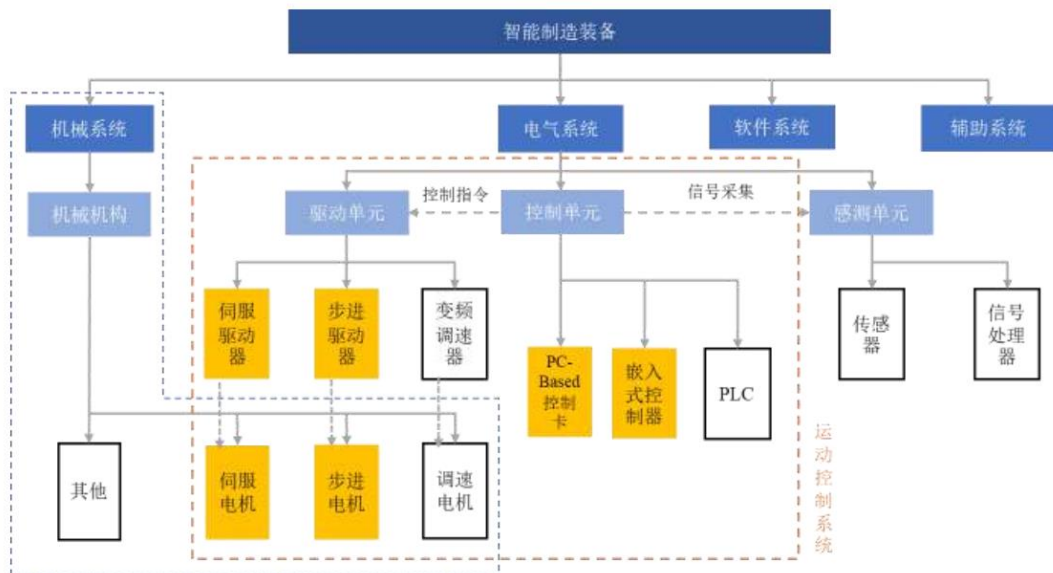 智能制造装备
机械系统
电气系统
软件系统
辅助系统
机械机构
驱动单元
控制指令
控制单元
信号采集
感测单元
伺服
驱动
器
步进
驱动
器
变频
调速
器
PC-
Based
控制
卡
嵌入
式控
制器
PLC
传感
器
信号
处理
器
其他
伺服
电机
步进
电机
调速
电机
运
动
控
制
系
统